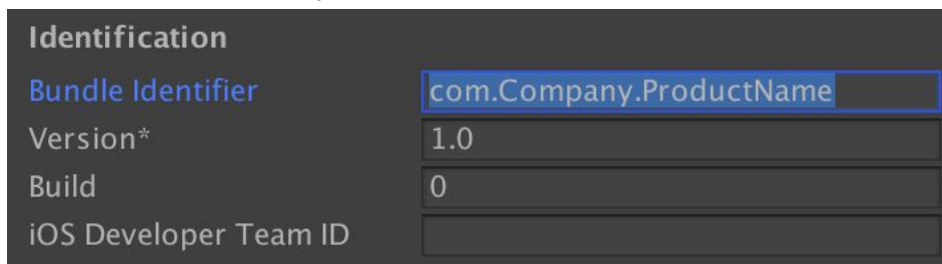 Identification
Bundle Identifier com.Company.ProductName
Version* 1.0
Build 0
iOS Developer Team ID